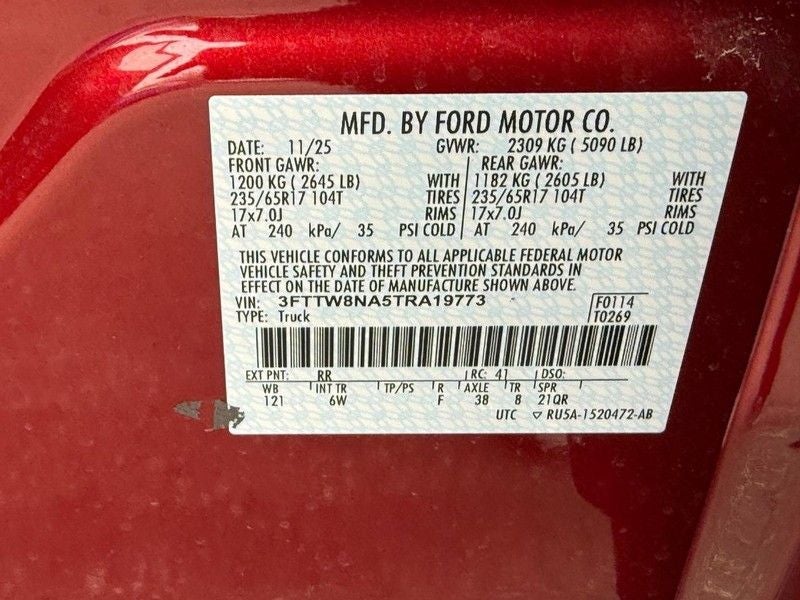 MFD. BY FORD MOTOR CO.
DATE: 11/25 GVWR: 2309 KG ( 5090 LB)
FRONT GAWR: REAR GAWR:
1200 KG ( 2645 LB) WITH 1182 KG ( 2605 LB) WITH
235/65R17 104T TIRES 235/65R17 104T TIRES
17x7.0J RIMS 17x7.0J RIMS
AT 240 kPa/ 35 PSI COLD AT 240 kPa/ 35 PSI COLD
THIS VEHICLE CONFORMS TO ALL APPLICABLE FEDERAL MOTOR
VEHICLE SAFETY AND THEFT PREVENTION STANDARDS IN
EFFECT ON THE DATE OF MANUFACTURE SHOWN ABOVE.
VIN: 3FTTW8NA5TRA19773 F0114
TYPE: Truck T0269
EXT PNT: RR RC: 41 DSO:
WB INT TR TP/PS R AXLE TR SPR
121 6W F 38 8 21QR
UTC ▽ RU5A-1520472-AB